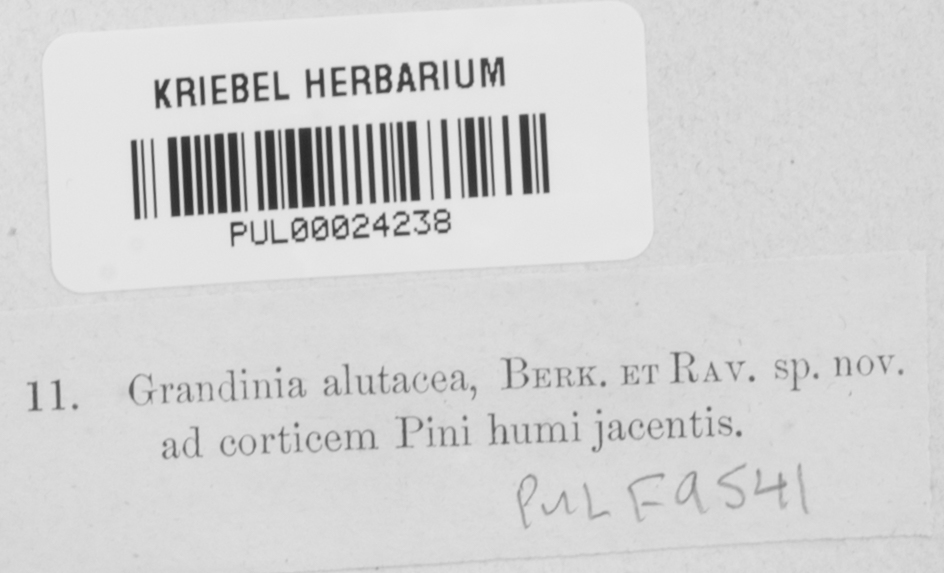 KRIEBEL HERBARIUM
PUL00024238
11. Grandinia alutacea, BERK. ET RAV. sp. nov.
ad corticem Pini humi jacentis.
PUL F9541